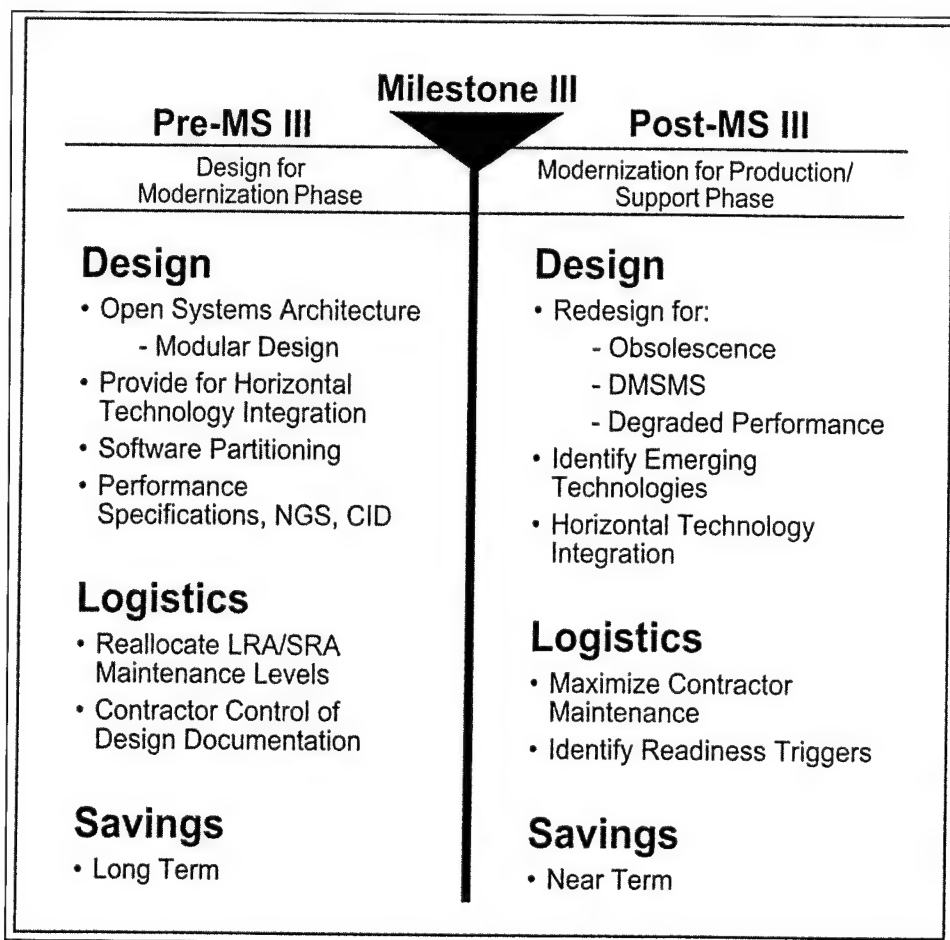 Milestone III
Pre-MS III
Design for
Modernization Phase
Design
• Open Systems Architecture
- Modular Design
• Provide for Horizontal
Technology Integration
• Software Partitioning
• Performance
Specifications, NGS, CID
Logistics
• Reallocate LRA/SRA
Maintenance Levels
• Contractor Control of
Design Documentation
Savings
• Long Term
Post-MS III
Modernization for Production/
Support Phase
Design
• Redesign for:
- Obsolescence
- DMSMS
- Degraded Performance
• Identify Emerging
Technologies
• Horizontal Technology
Integration
Logistics
• Maximize Contractor
Maintenance
• Identify Readiness Triggers
Savings
• Near Term